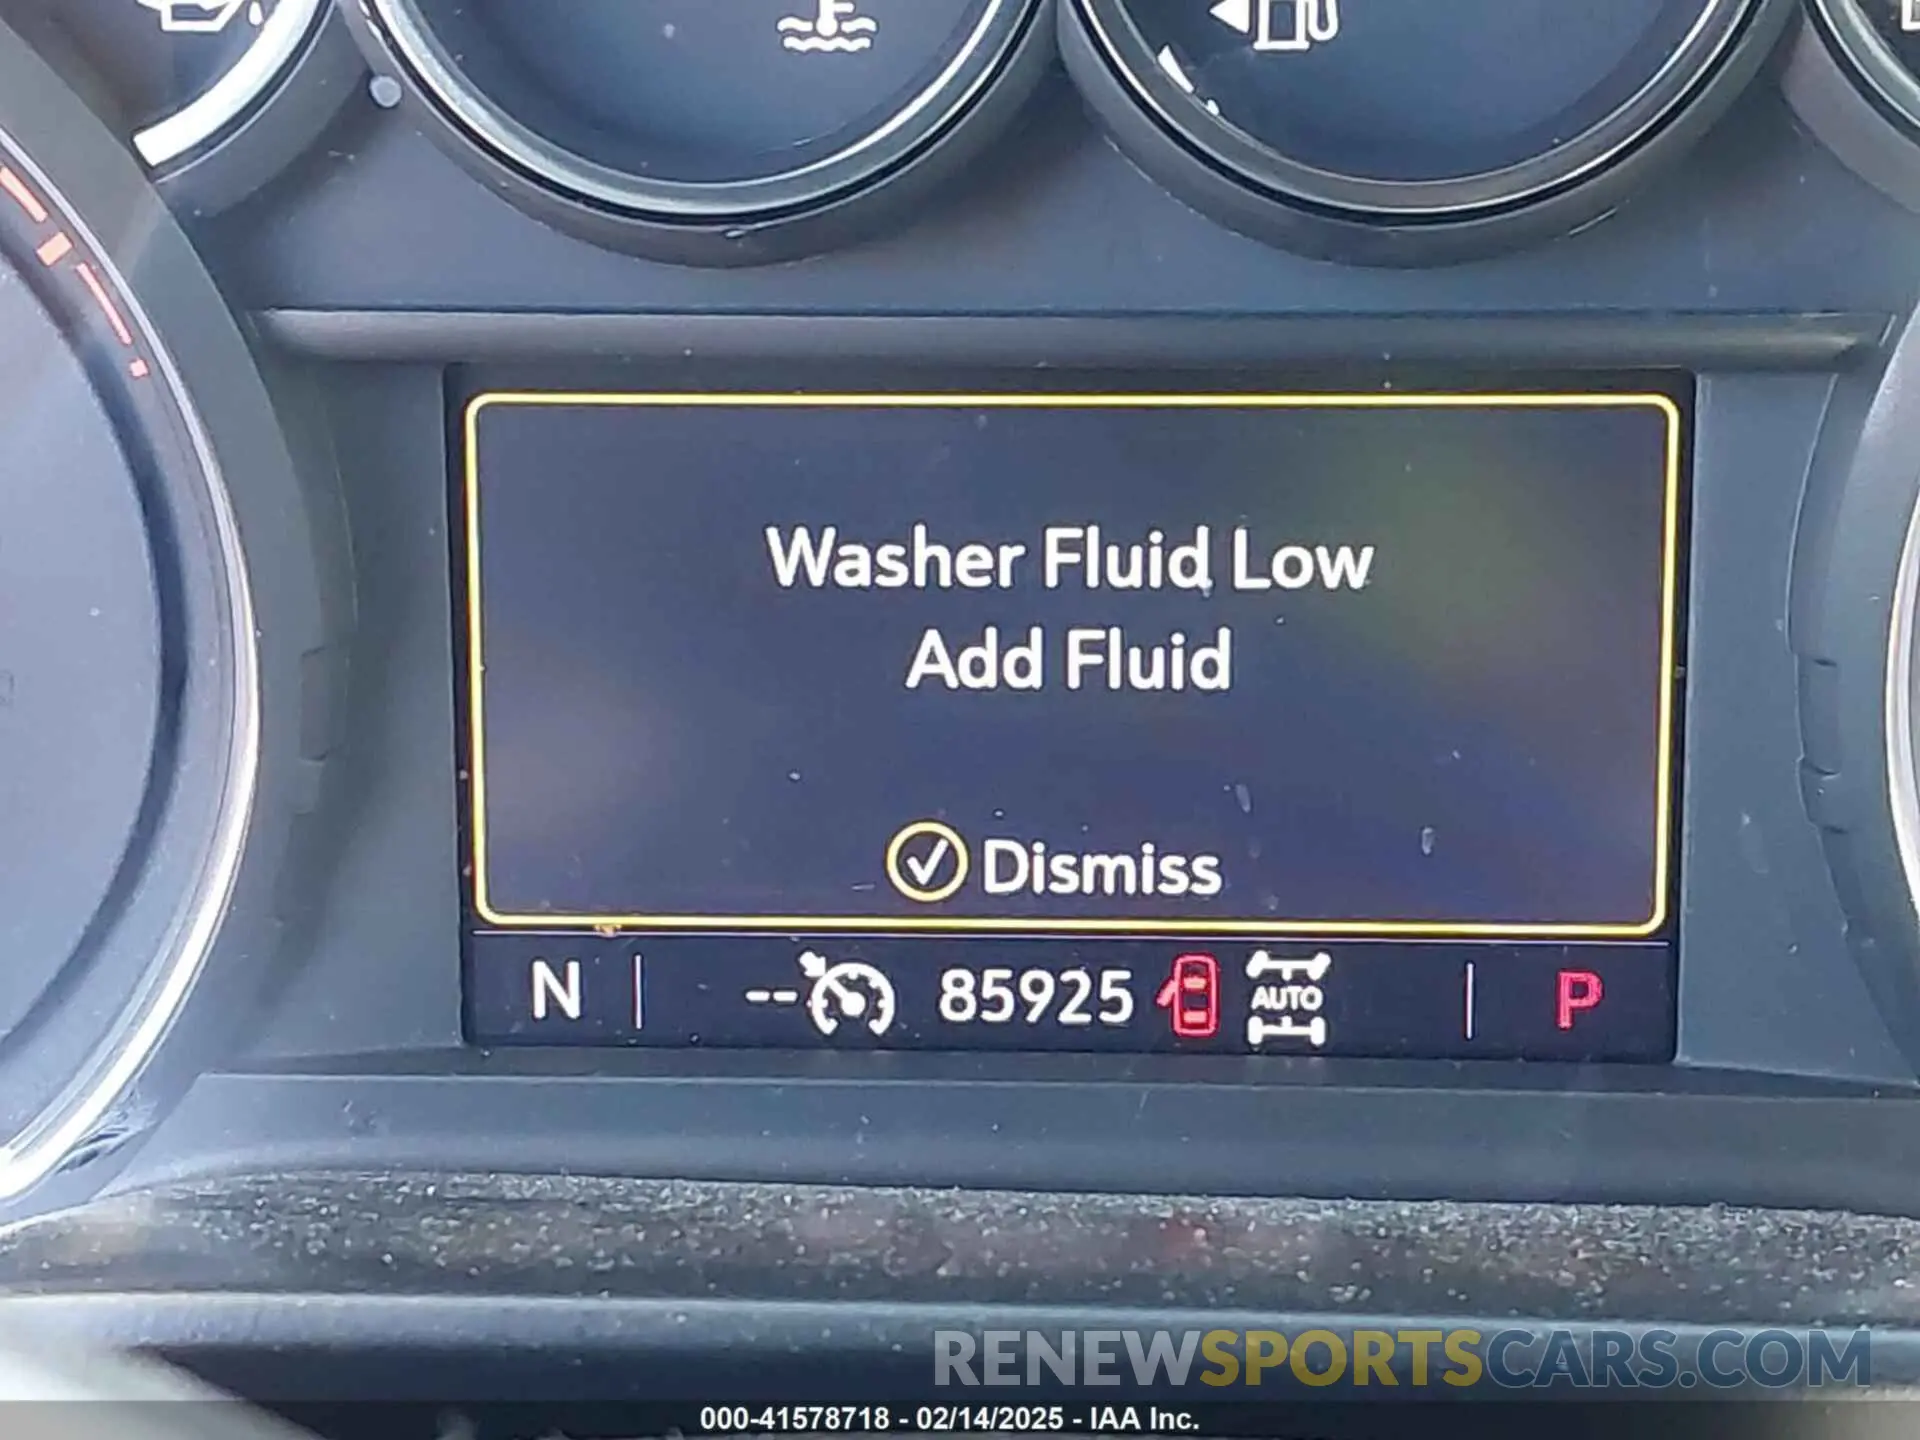 Washer Fluid Low
Add Fluid
Dismiss
N -- 85925 AUTO P
RENEWSPORTSCARS.COM
000-41578718 - 02/14/2025 - IAA Inc.